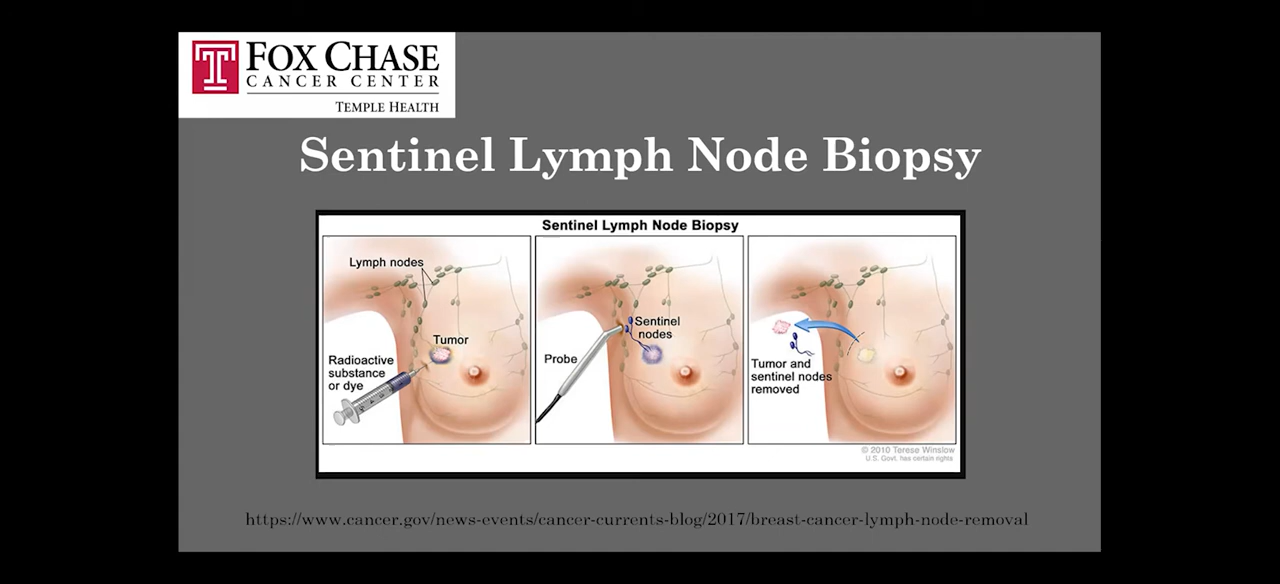 FOX CHASE
CANCER CENTER
TEMPLE HEALTH
Sentinel Lymph Node Biopsy
Sentinel Lymph Node Biopsy
Lymph nodes
Tumor
Radioactive
substance
or dye
Sentinel
nodes
Probe
Tumor and
sentinel nodes
removed
© 2010 Terese Winslow
U.S. Govt. has certain rights
https://www.cancer.gov/news-events/cancer-currents-blog/2017/breast-cancer-lymph-node-removal